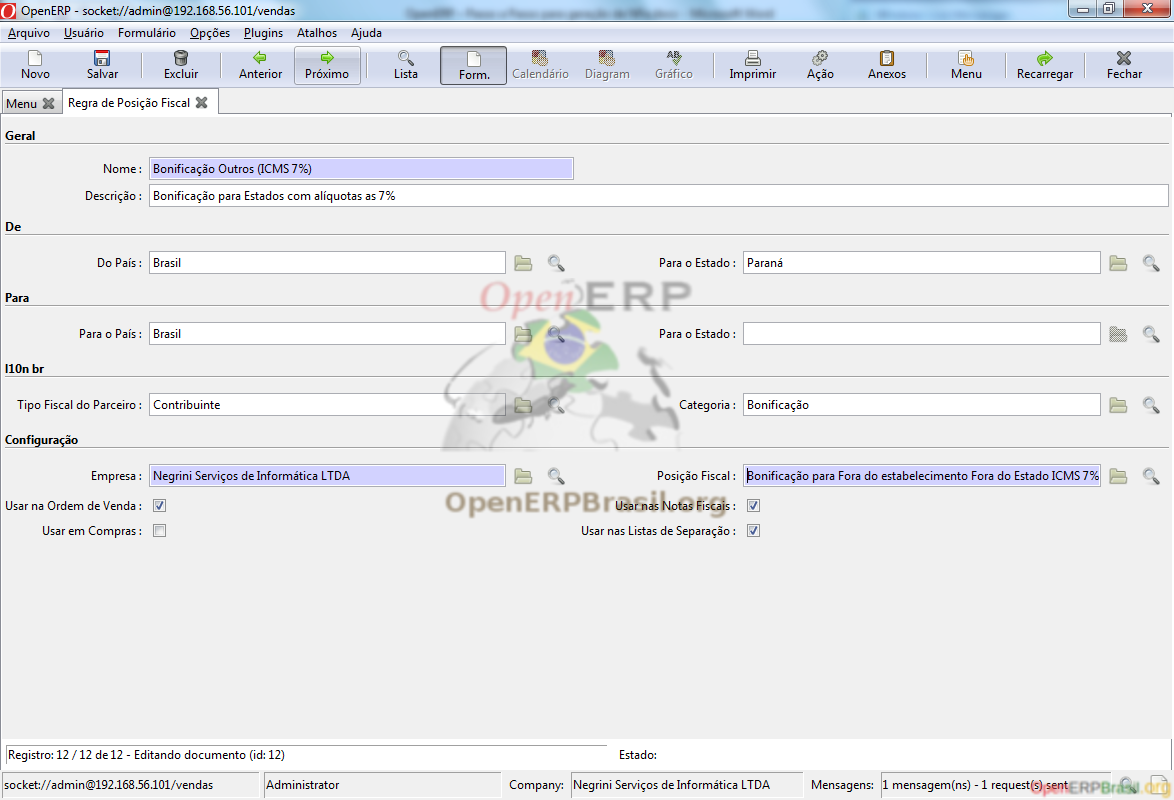 OpenERP - socket://admin@192.168.56.101/vendas
Arquivo Usuário Formulário Opções Plugins Atalhos Ajuda
Novo Salvar Excluir Anterior Próximo Lista Form. Calendário Diagram Gráfico Imprimir Ação Anexos Menu Recarregar Fechar
Menu Regra de Posição Fiscal
Geral
Nome : Bonificação Outros (ICMS 7%)
Descrição : Bonificação para Estados com alíquotas as 7%
De
Do País : Brasil Para o Estado : Paraná
OpenERP
Para
Para o País : Brasil Para o Estado :
l10n br
Tipo Fiscal do Parceiro : Contribuinte Categoria : Bonificação
Configuração
Empresa : Negrini Serviços de Informática LTDA Posição Fiscal : Bonificação para Fora do estabelecimento Fora do Estado ICMS 7%
OpenERPBrasil.org
Usar na Ordem de Venda : Usar nas Notas Fiscais :
Usar em Compras : Usar nas Listas de Separação :
Registro: 12 / 12 de 12 - Editando documento (id: 12) Estado:
socket://admin@192.168.56.101/vendas Administrator Company: Negrini Serviços de Informática LTDA Mensagens: 1 mensagem(ns) - 1 request(s) sent
OpenERPBrasil.org